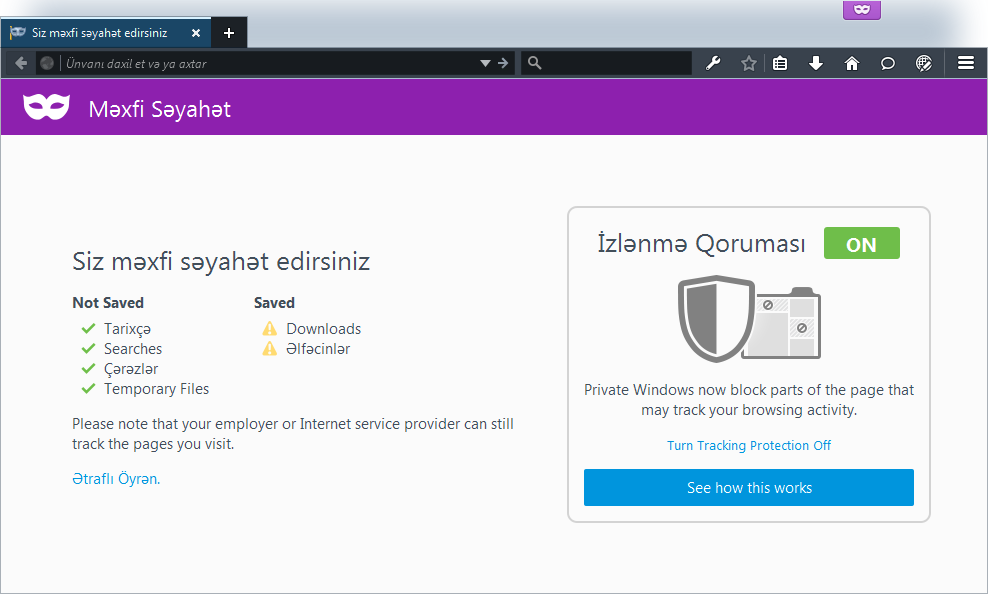 Siz məxfi səyahət edirsiniz
Ünvanı daxil et və ya axtar
Məxfi Səyahət
Siz məxfi səyahət edirsiniz
Not Saved
Tarixçə
Searches
Çərəzlər
Temporary Files
Saved
Downloads
Əlfəcinlər
Please note that your employer or Internet service provider can still
track the pages you visit.
Ətraflı Öyrən.
İzlənmə Qoruması
ON
Private Windows now block parts of the page that
may track your browsing activity.
Turn Tracking Protection Off
See how this works